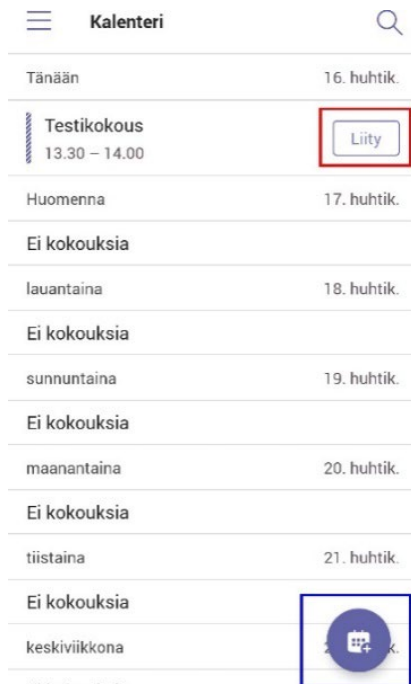 Kalenteri
Tänään 16. huhtik.
Testikokous
Liity
13.30 – 14.00
Huomenna 17. huhtik.
Ei kokouksia
lauantaina 18. huhtik.
Ei kokouksia
sunnuntaina 19. huhtik.
Ei kokouksia
maanantaina 20. huhtik.
Ei kokouksia
tiistaina 21. huhtik.
Ei kokouksia
keskiviikkona